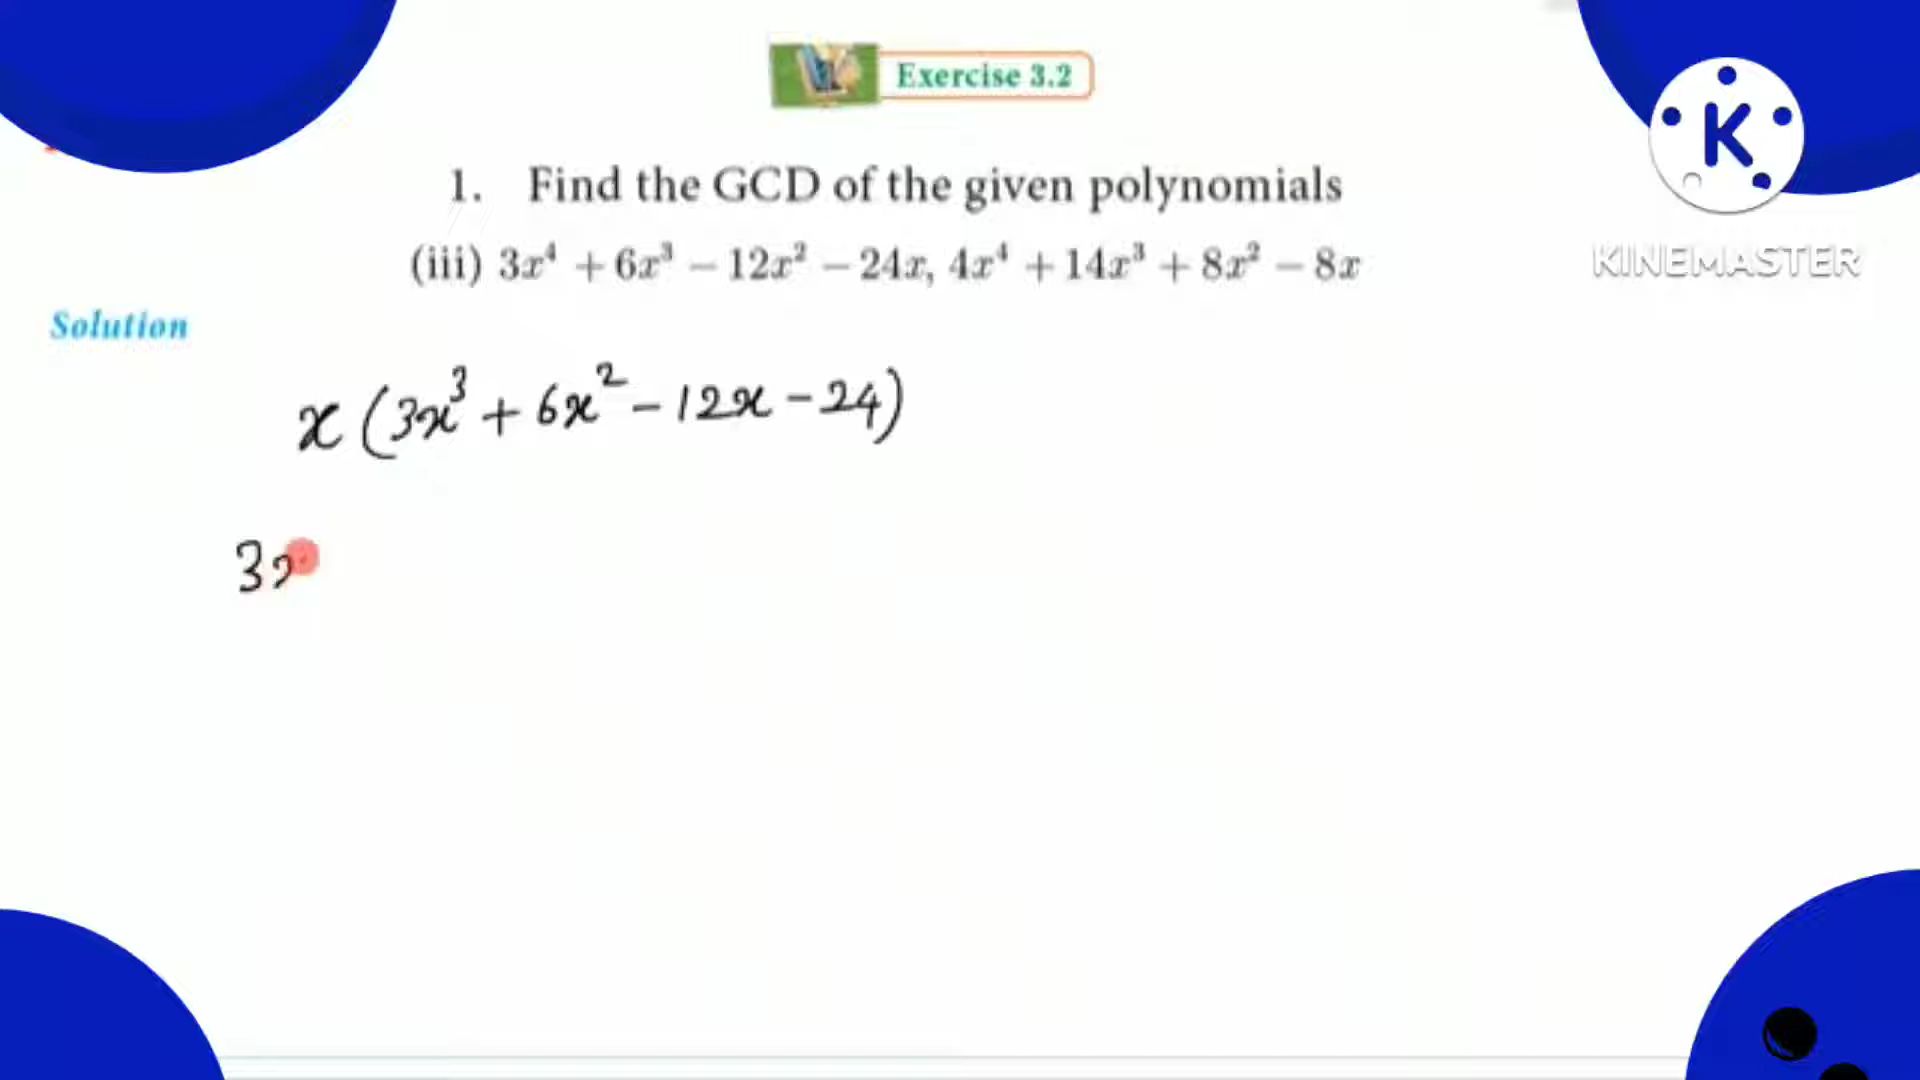 Exercise 3.2
K
KINEMASTER
1. Find the GCD of the given polynomials
(iii) 3x⁴ + 6x³ − 12x² − 24x, 4x⁴ + 14x³ + 8x² − 8x
Solution
x (3x³ + 6x² − 12x − 24)
3x